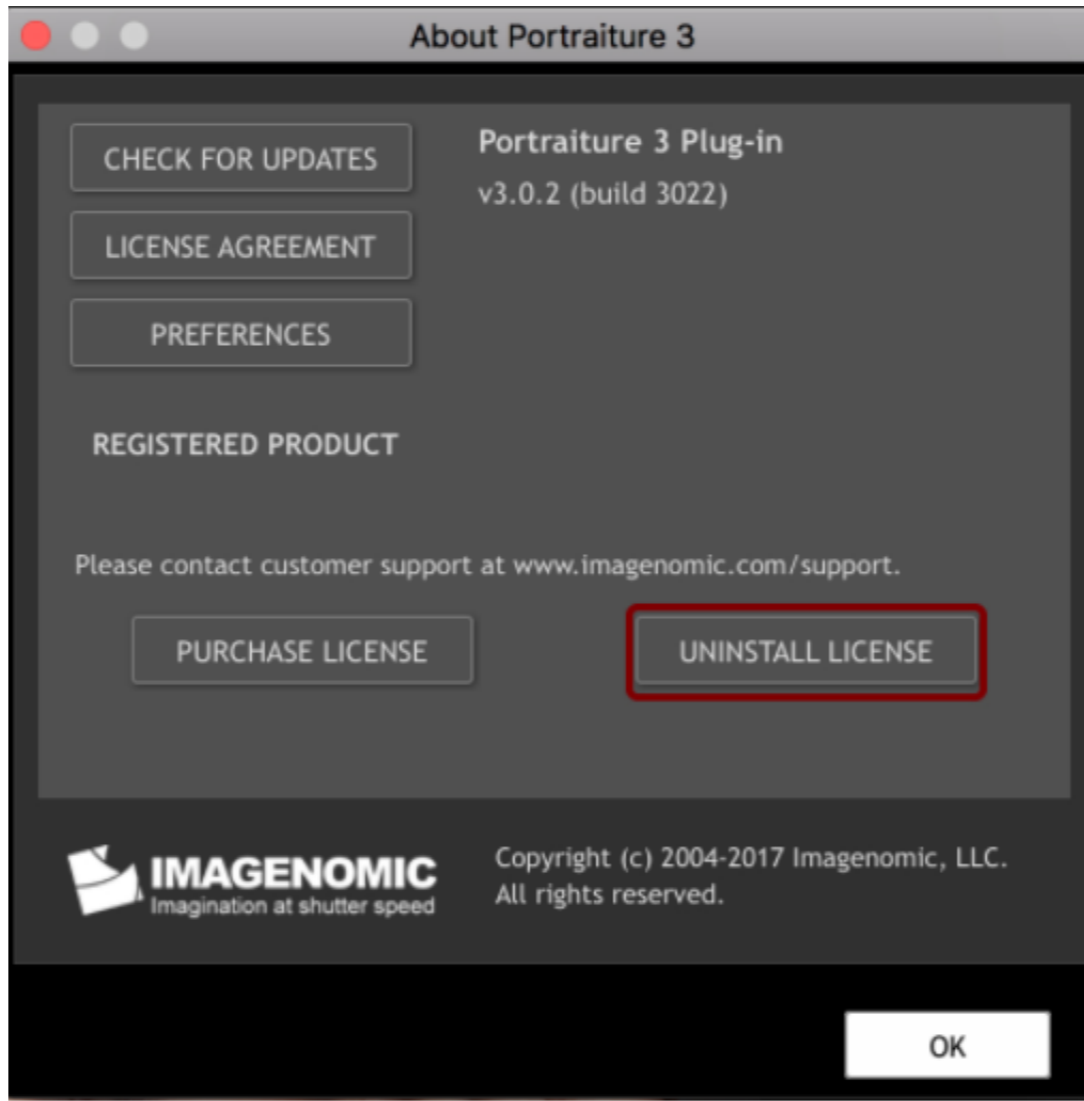 About Portraiture 3
CHECK FOR UPDATES
Portraiture 3 Plug-in
v3.0.2 (build 3022)
LICENSE AGREEMENT
PREFERENCES
REGISTERED PRODUCT
Please contact customer support at www.imagenomic.com/support.
PURCHASE LICENSE
UNINSTALL LICENSE
IMAGENOMIC
Imagination at shutter speed
Copyright (c) 2004-2017 Imagenomic, LLC.
All rights reserved.
OK